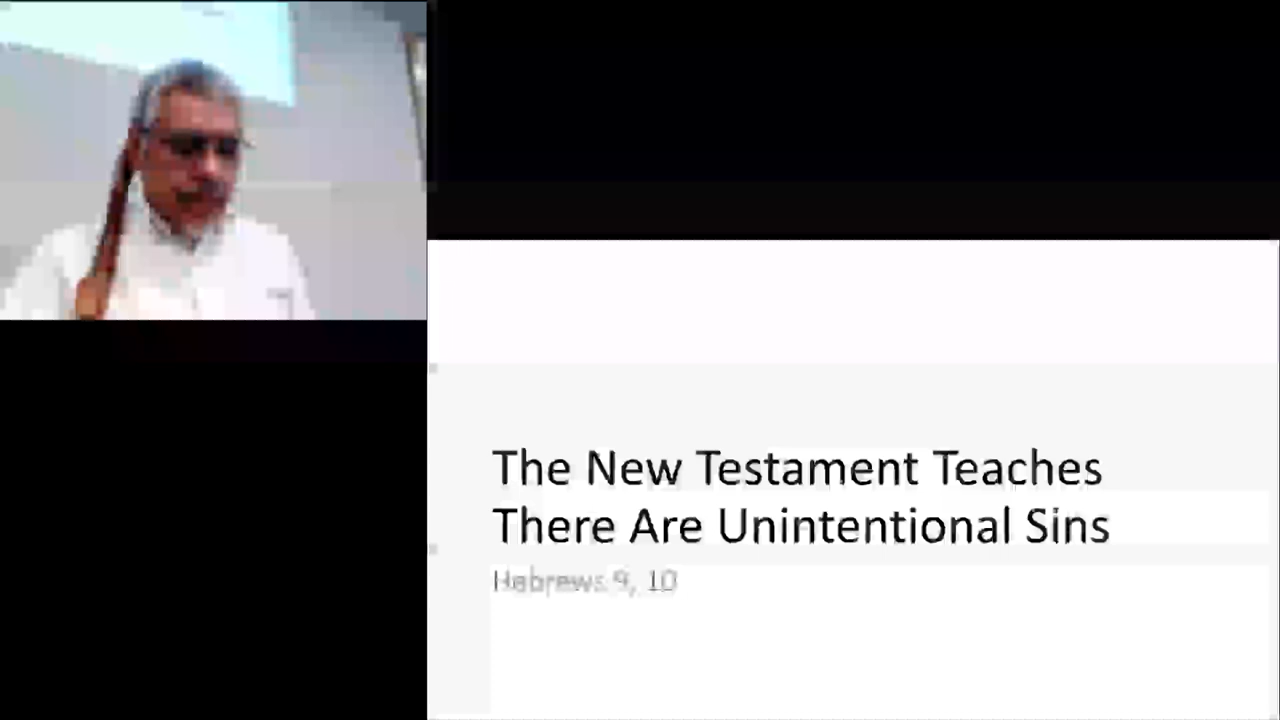 The New Testament Teaches
There Are Unintentional Sins
Hebrews 9, 10